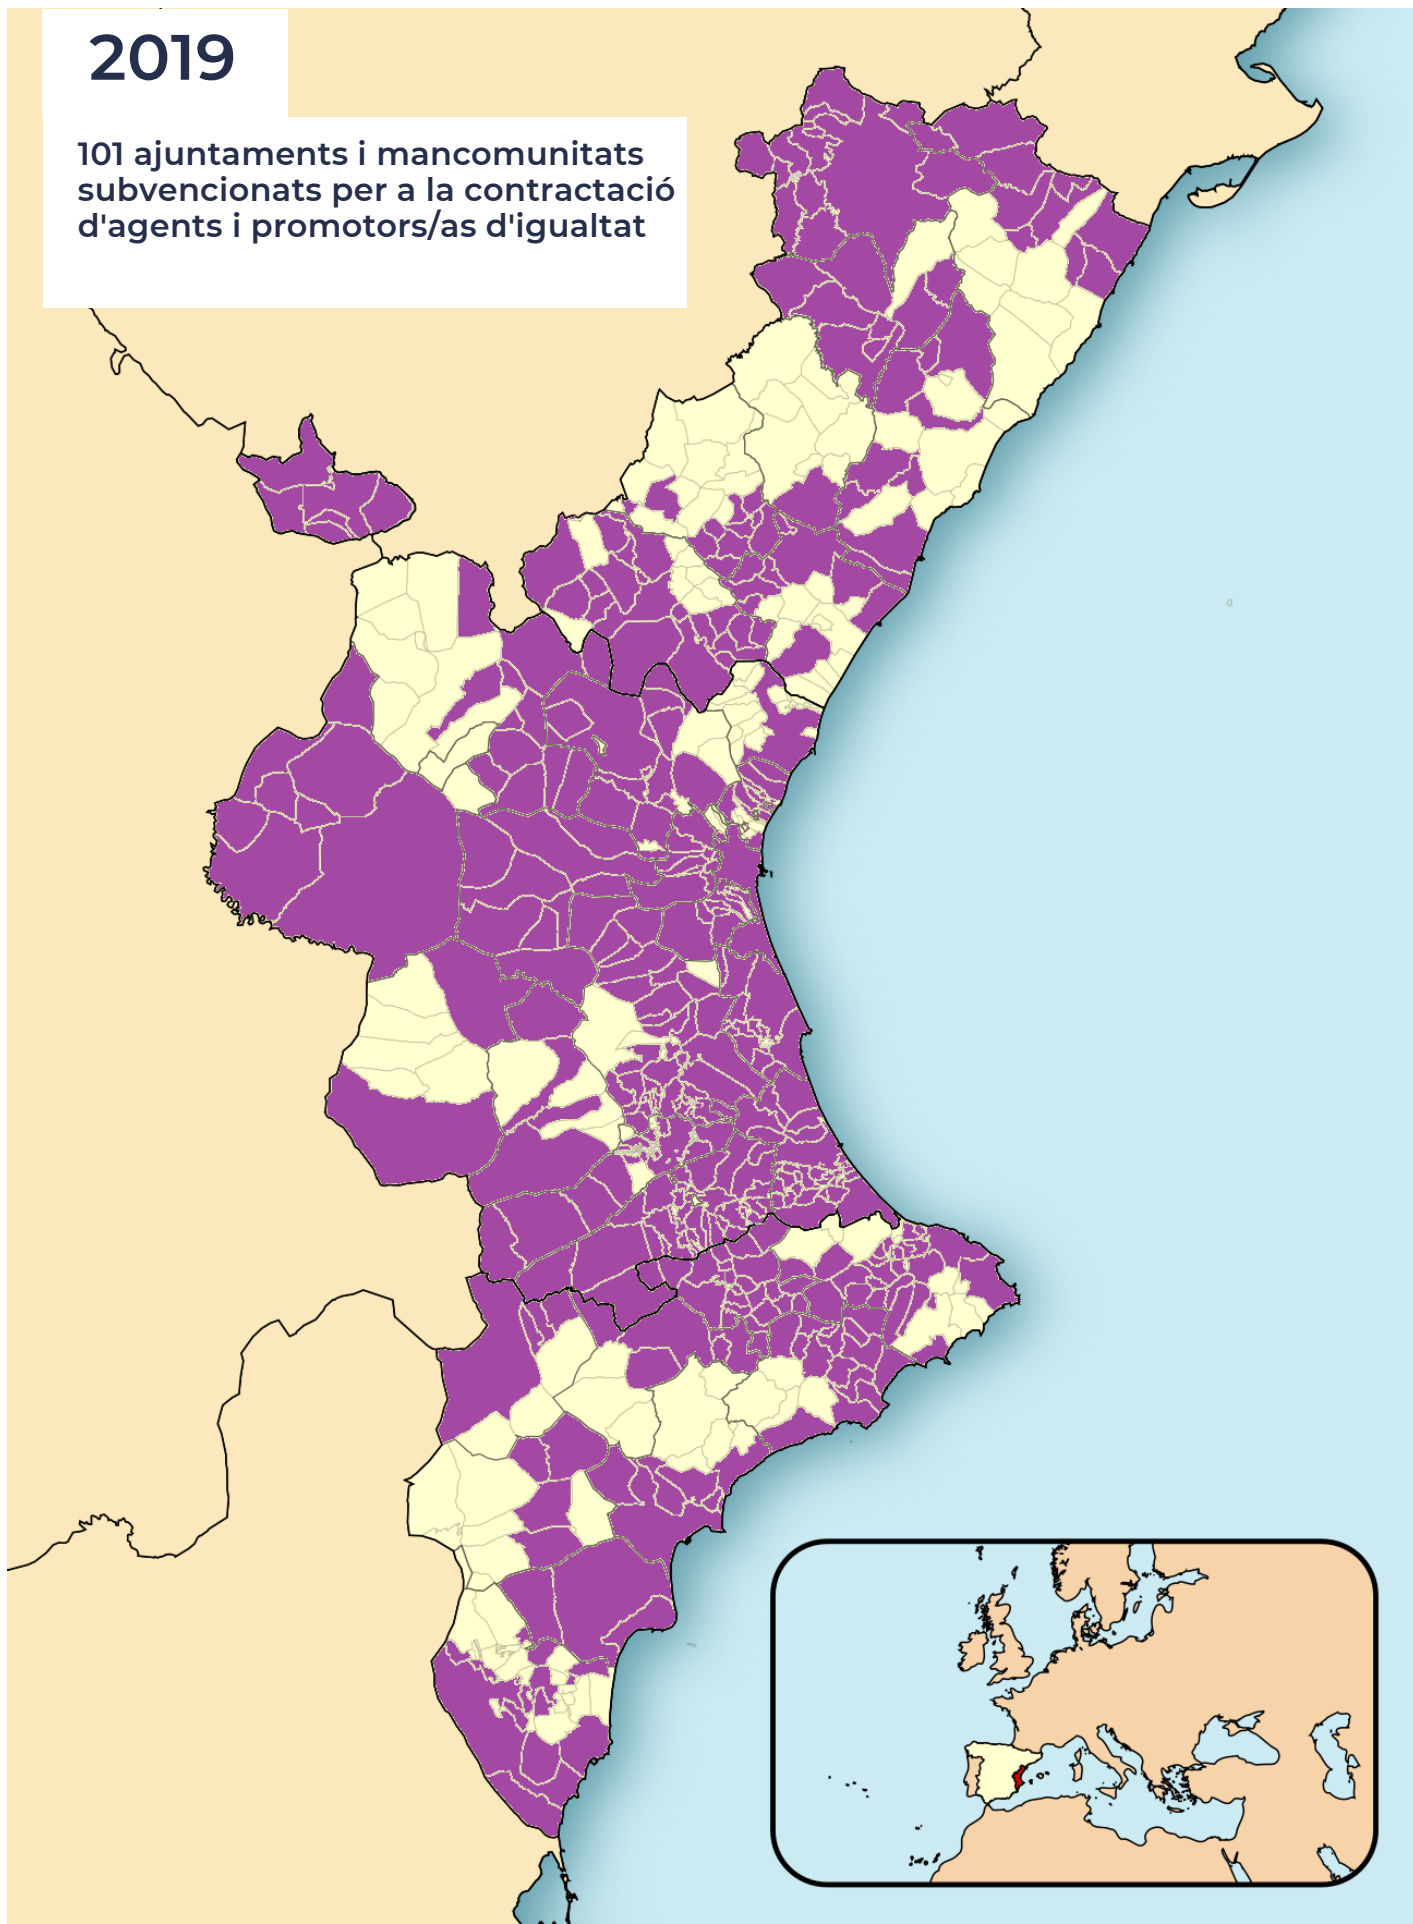 2019
101 ajuntaments i mancomunitats
subvencionats per a la contractació
d'agents i promotors/as d'igualtat